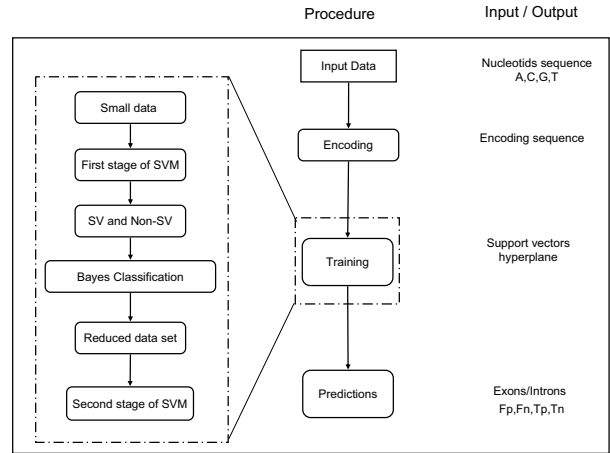 Procedure
Input / Output
Input Data
Nucleotids sequence
A,C,G,T
Small data
Encoding
Encoding sequence
First stage of SVM
SV and Non-SV
Training
Support vectors
hyperplane
Bayes Classification
Reduced data set
Second stage of SVM
Predictions
Exons/Introns
Fp,Fn,Tp,Tn